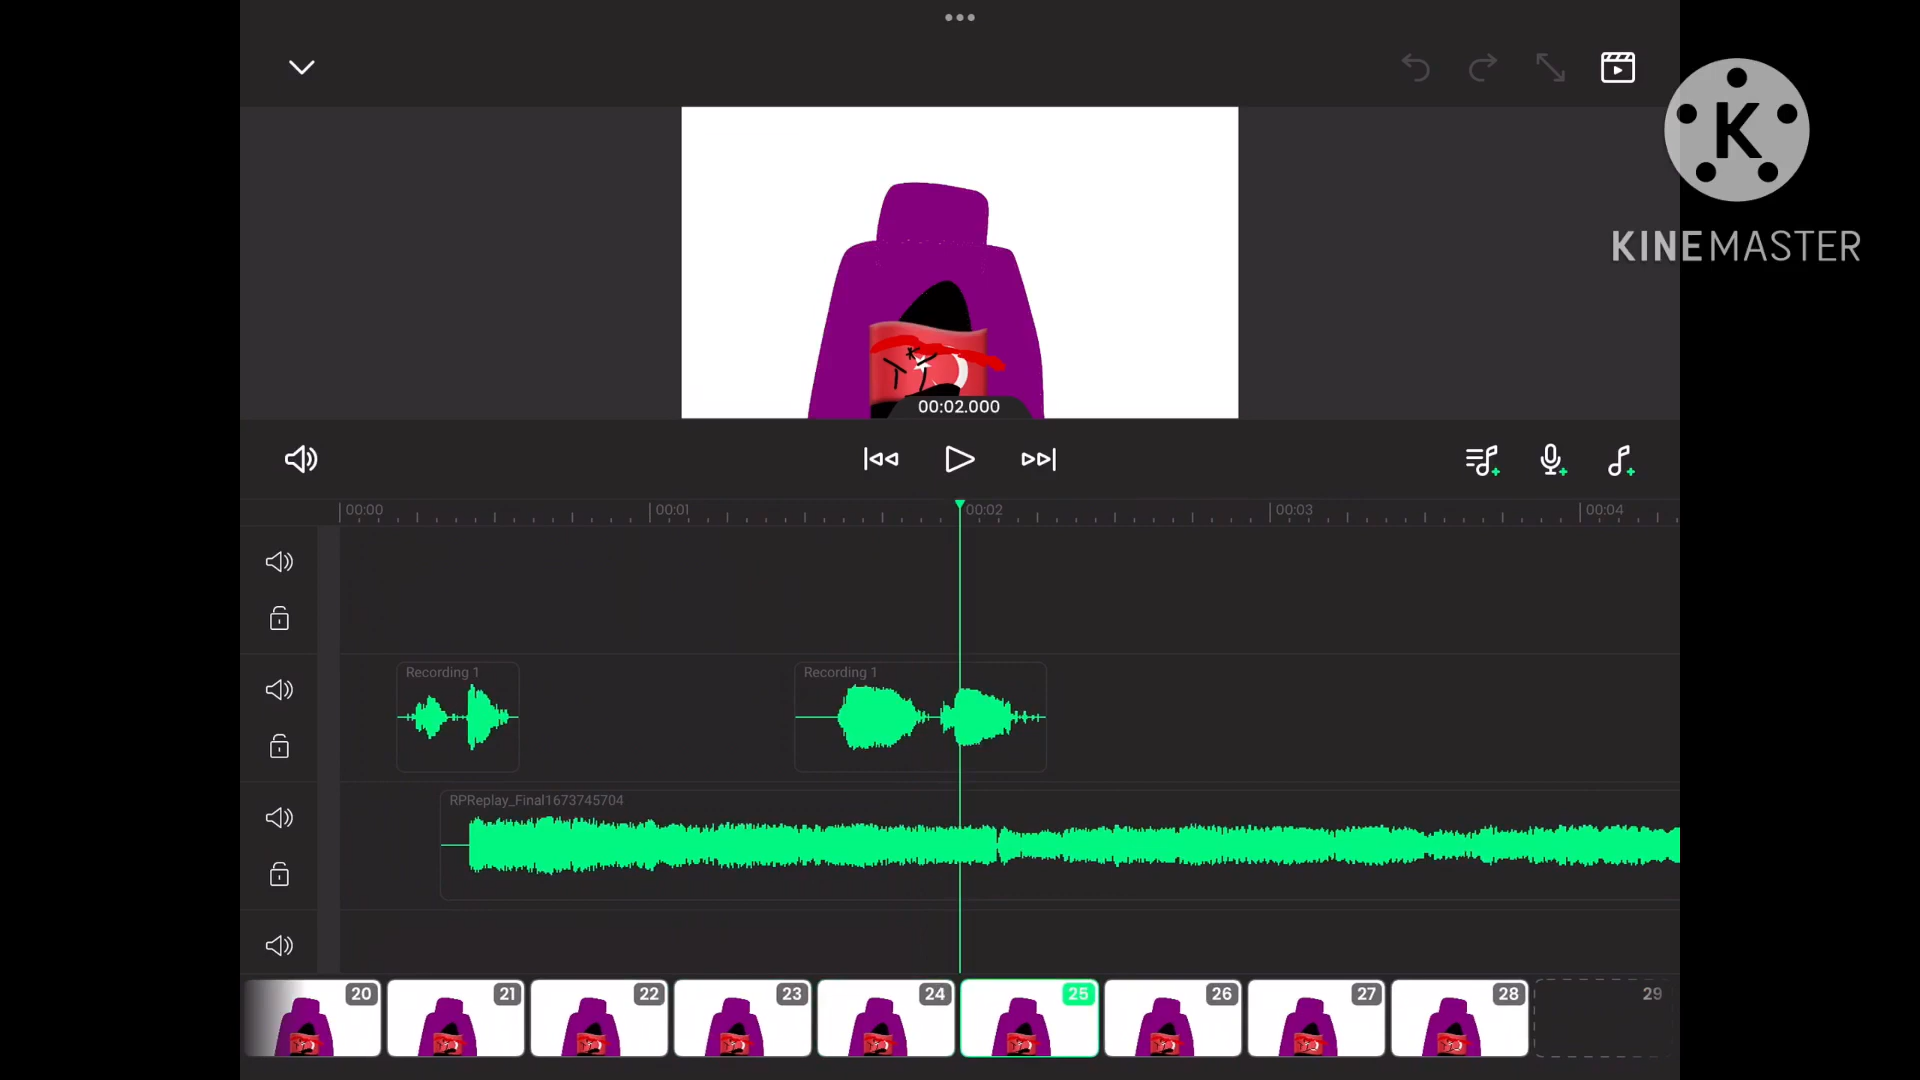 K
KINEMASTER
00:02.000
00:00 00:01 00:02 00:03 00:04
Recording 1 Recording 1
RPReplay_Final1673745704
20 21 22 23 24 25 26 27 28 29